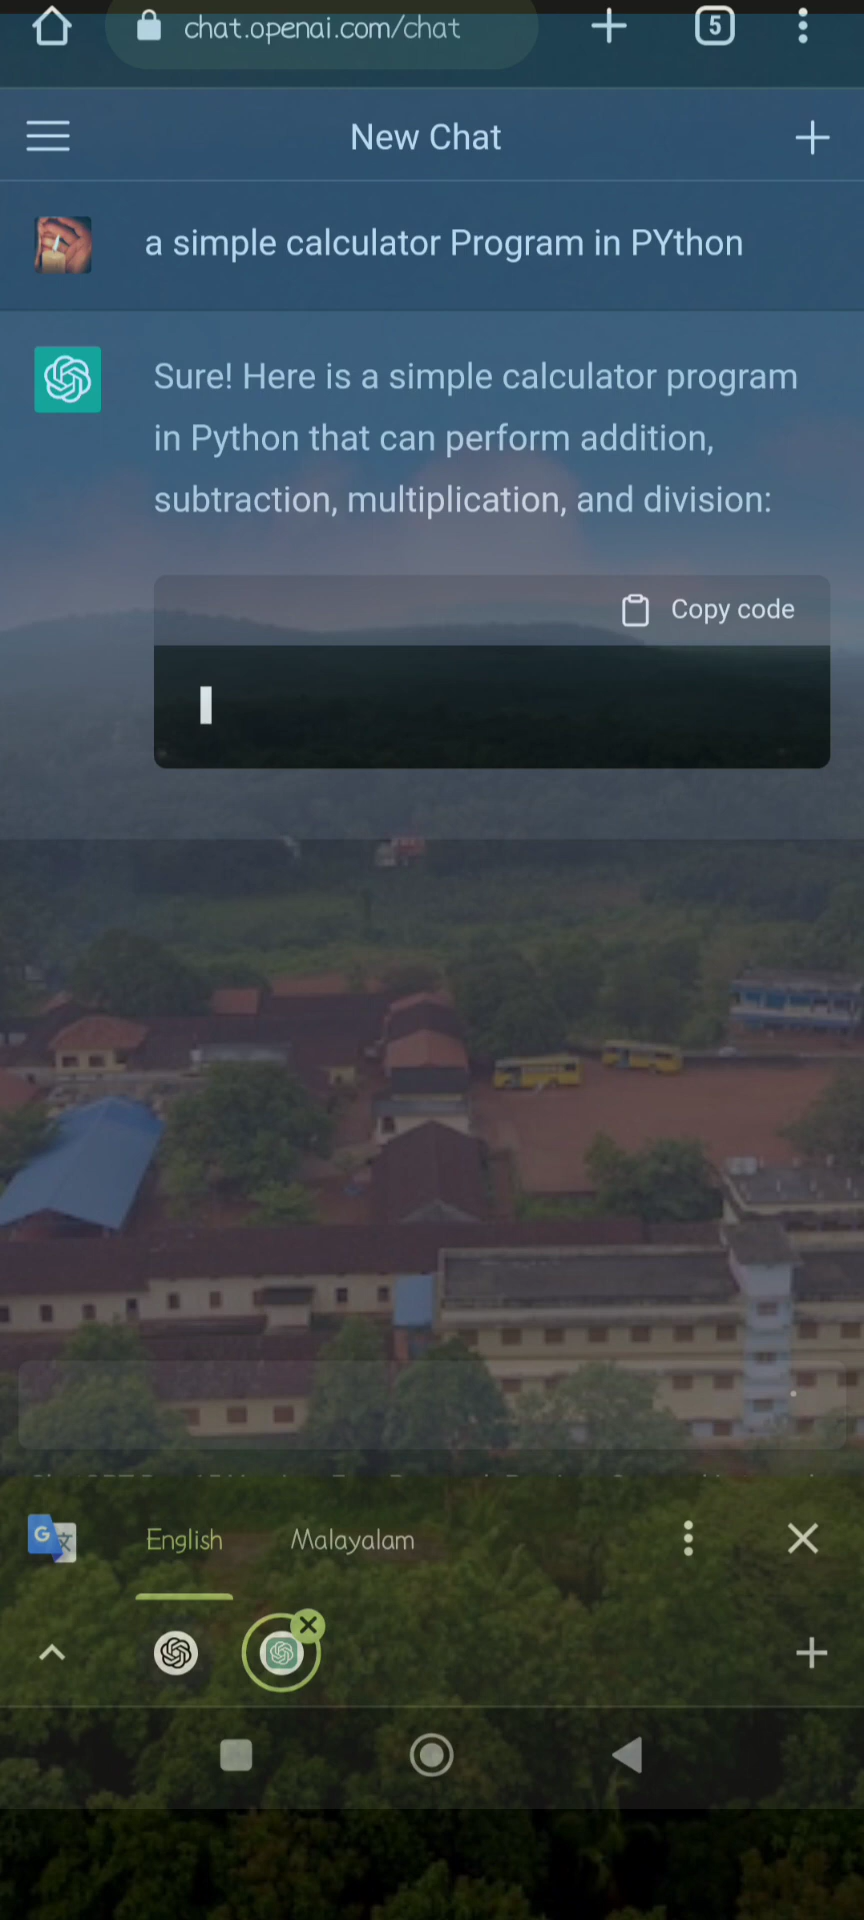 chat.openai.com/chat
5
New Chat
a simple calculator Program in PYthon
Sure! Here is a simple calculator program
in Python that can perform addition,
subtraction, multiplication, and division:
Copy code
G 文
English Malayalam